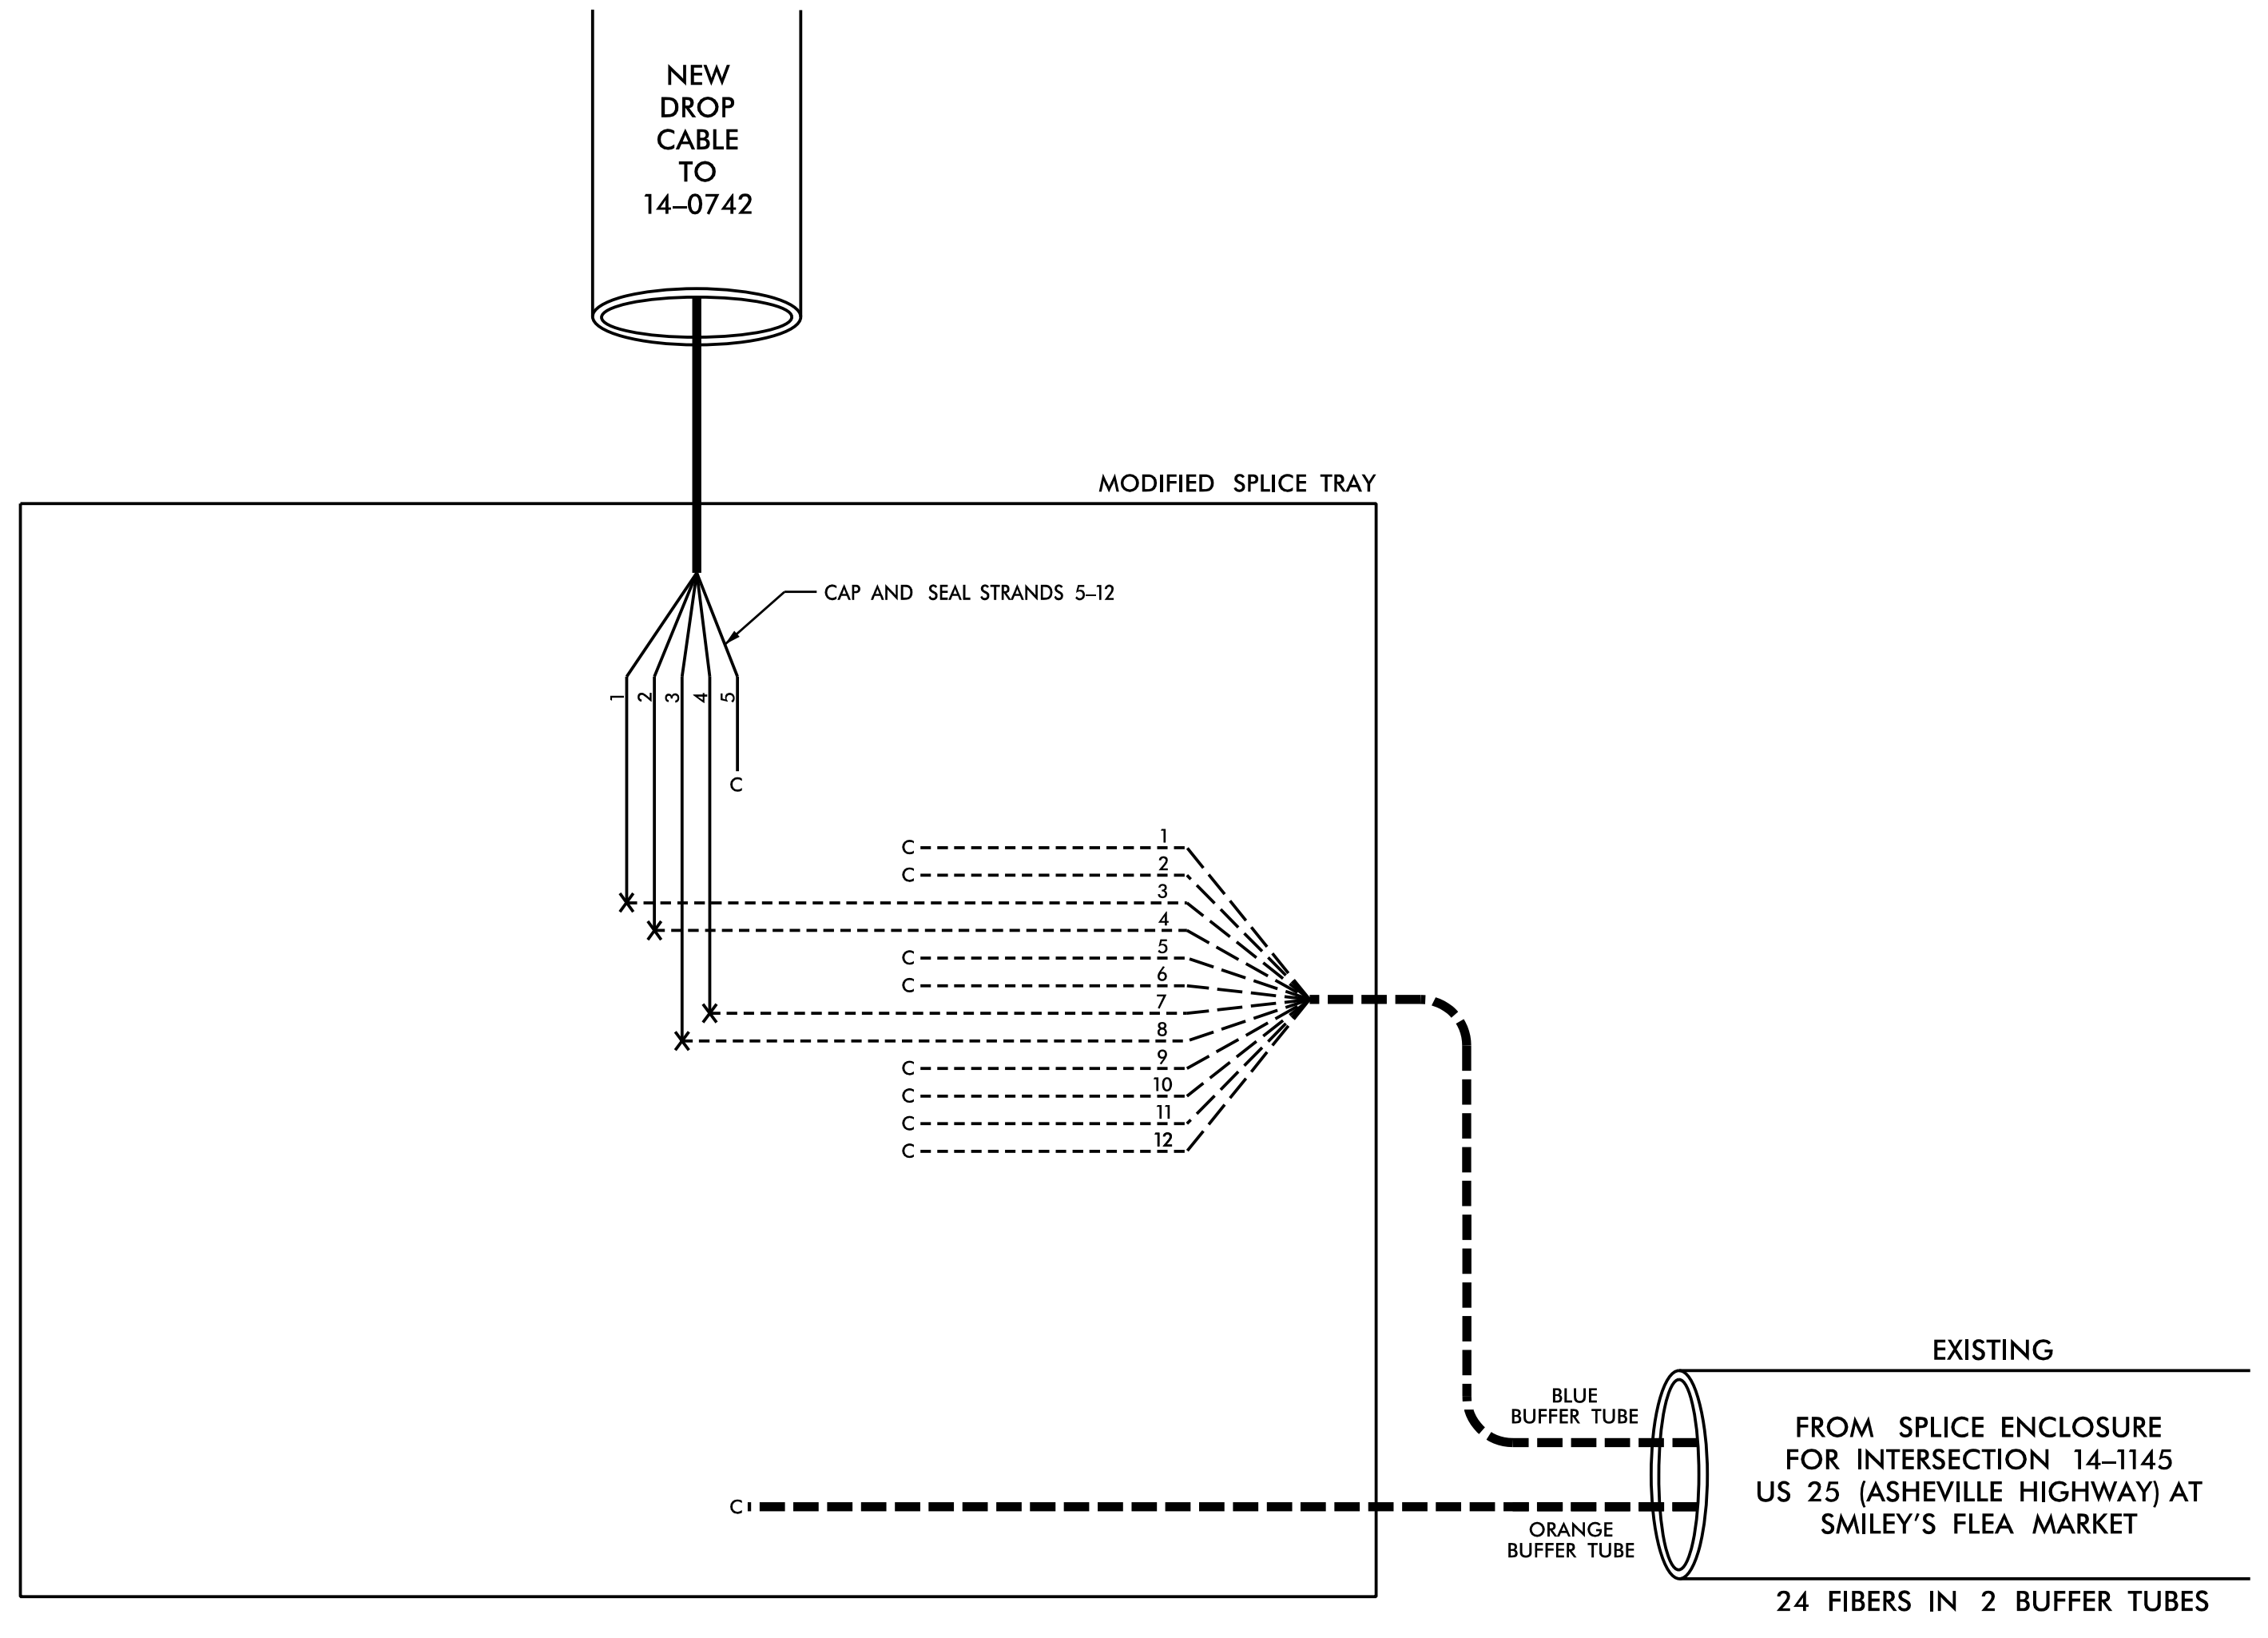 NEW
DROP
CABLE
TO
14–0742
MODIFIED SPLICE TRAY
CAP AND SEAL STRANDS 5–12
1
2
3
4
5
C
C 1
C 2
3
4
C 5
C 6
7
8
C 9
C 10
C 11
C 12
EXISTING
BLUE
BUFFER TUBE
FROM SPLICE ENCLOSURE
FOR INTERSECTION 14–1145
US 25 (ASHEVILLE HIGHWAY) AT
SMILEY'S FLEA MARKET
C
ORANGE
BUFFER TUBE
24 FIBERS IN 2 BUFFER TUBES